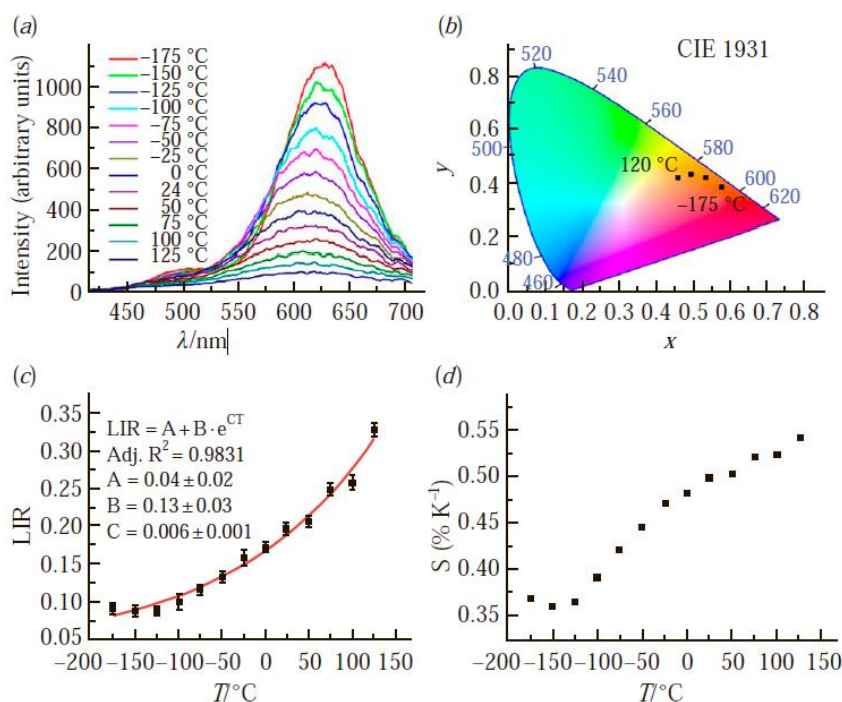 (a)
Intensity (arbitrary units)
1000
800
600
400
200
0
−175 °C
−150 °C
−125 °C
−100 °C
−75 °C
−50 °C
−25 °C
0 °C
24 °C
50 °C
75 °C
100 °C
125 °C
450 500 550 600 650 700
λ/nm
(b)
CIE 1931
y
0.8
0.6
0.4
0.2
0.0
520
540
560
500
580
120 °C
600
−175 °C
620
480
460
0.0 0.1 0.2 0.3 0.4 0.5 0.6 0.7 0.8
x
(c)
LIR
0.35
0.30
0.25
0.20
0.15
0.10
0.05
LIR = A + B · e^CT
Adj. R² = 0.9831
A = 0.04 ± 0.02
B = 0.13 ± 0.03
C = 0.006 ± 0.001
−200 −150 −100 −50 0 50 100 150
T/°C
(d)
S (% K⁻¹)
0.55
0.50
0.45
0.40
0.35
−200 −150 −100 −50 0 50 100 150
T/°C